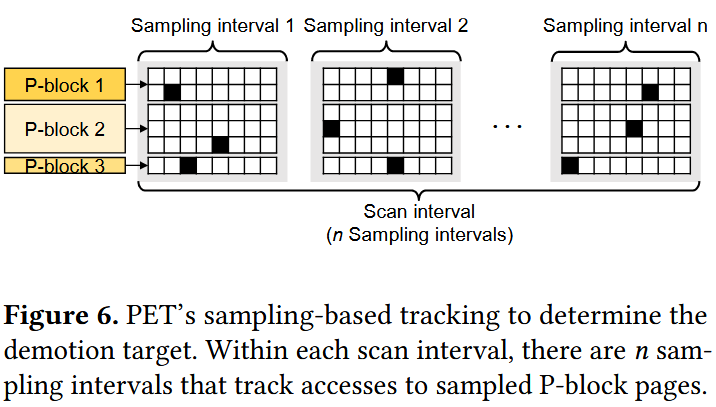 Sampling interval 1 Sampling interval 2 Sampling interval n
P-block 1
P-block 2
. . .
P-block 3
Scan interval
(n Sampling intervals)
Figure 6. PET's sampling-based tracking to determine the
demotion target. Within each scan interval, there are n sam-
pling intervals that track accesses to sampled P-block pages.